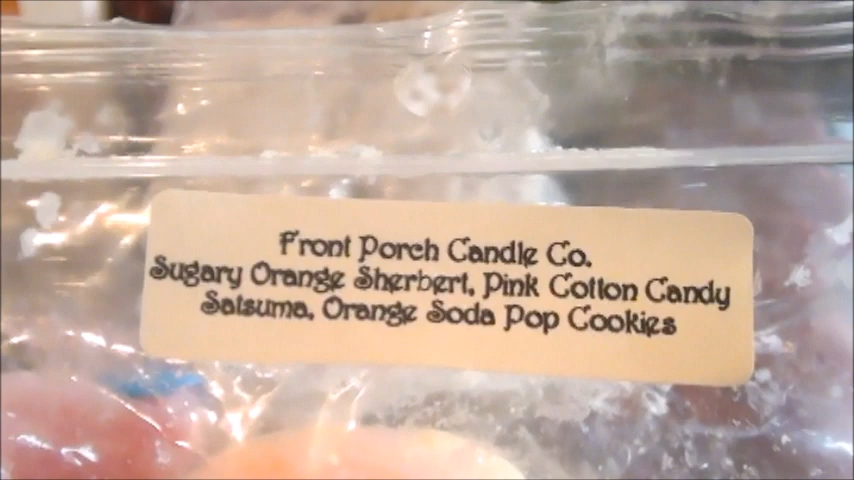 Front Porch Candle Co.
Sugary Orange Sherbert, Pink Cotton Candy
Satsuma, Orange Soda Pop Cookies